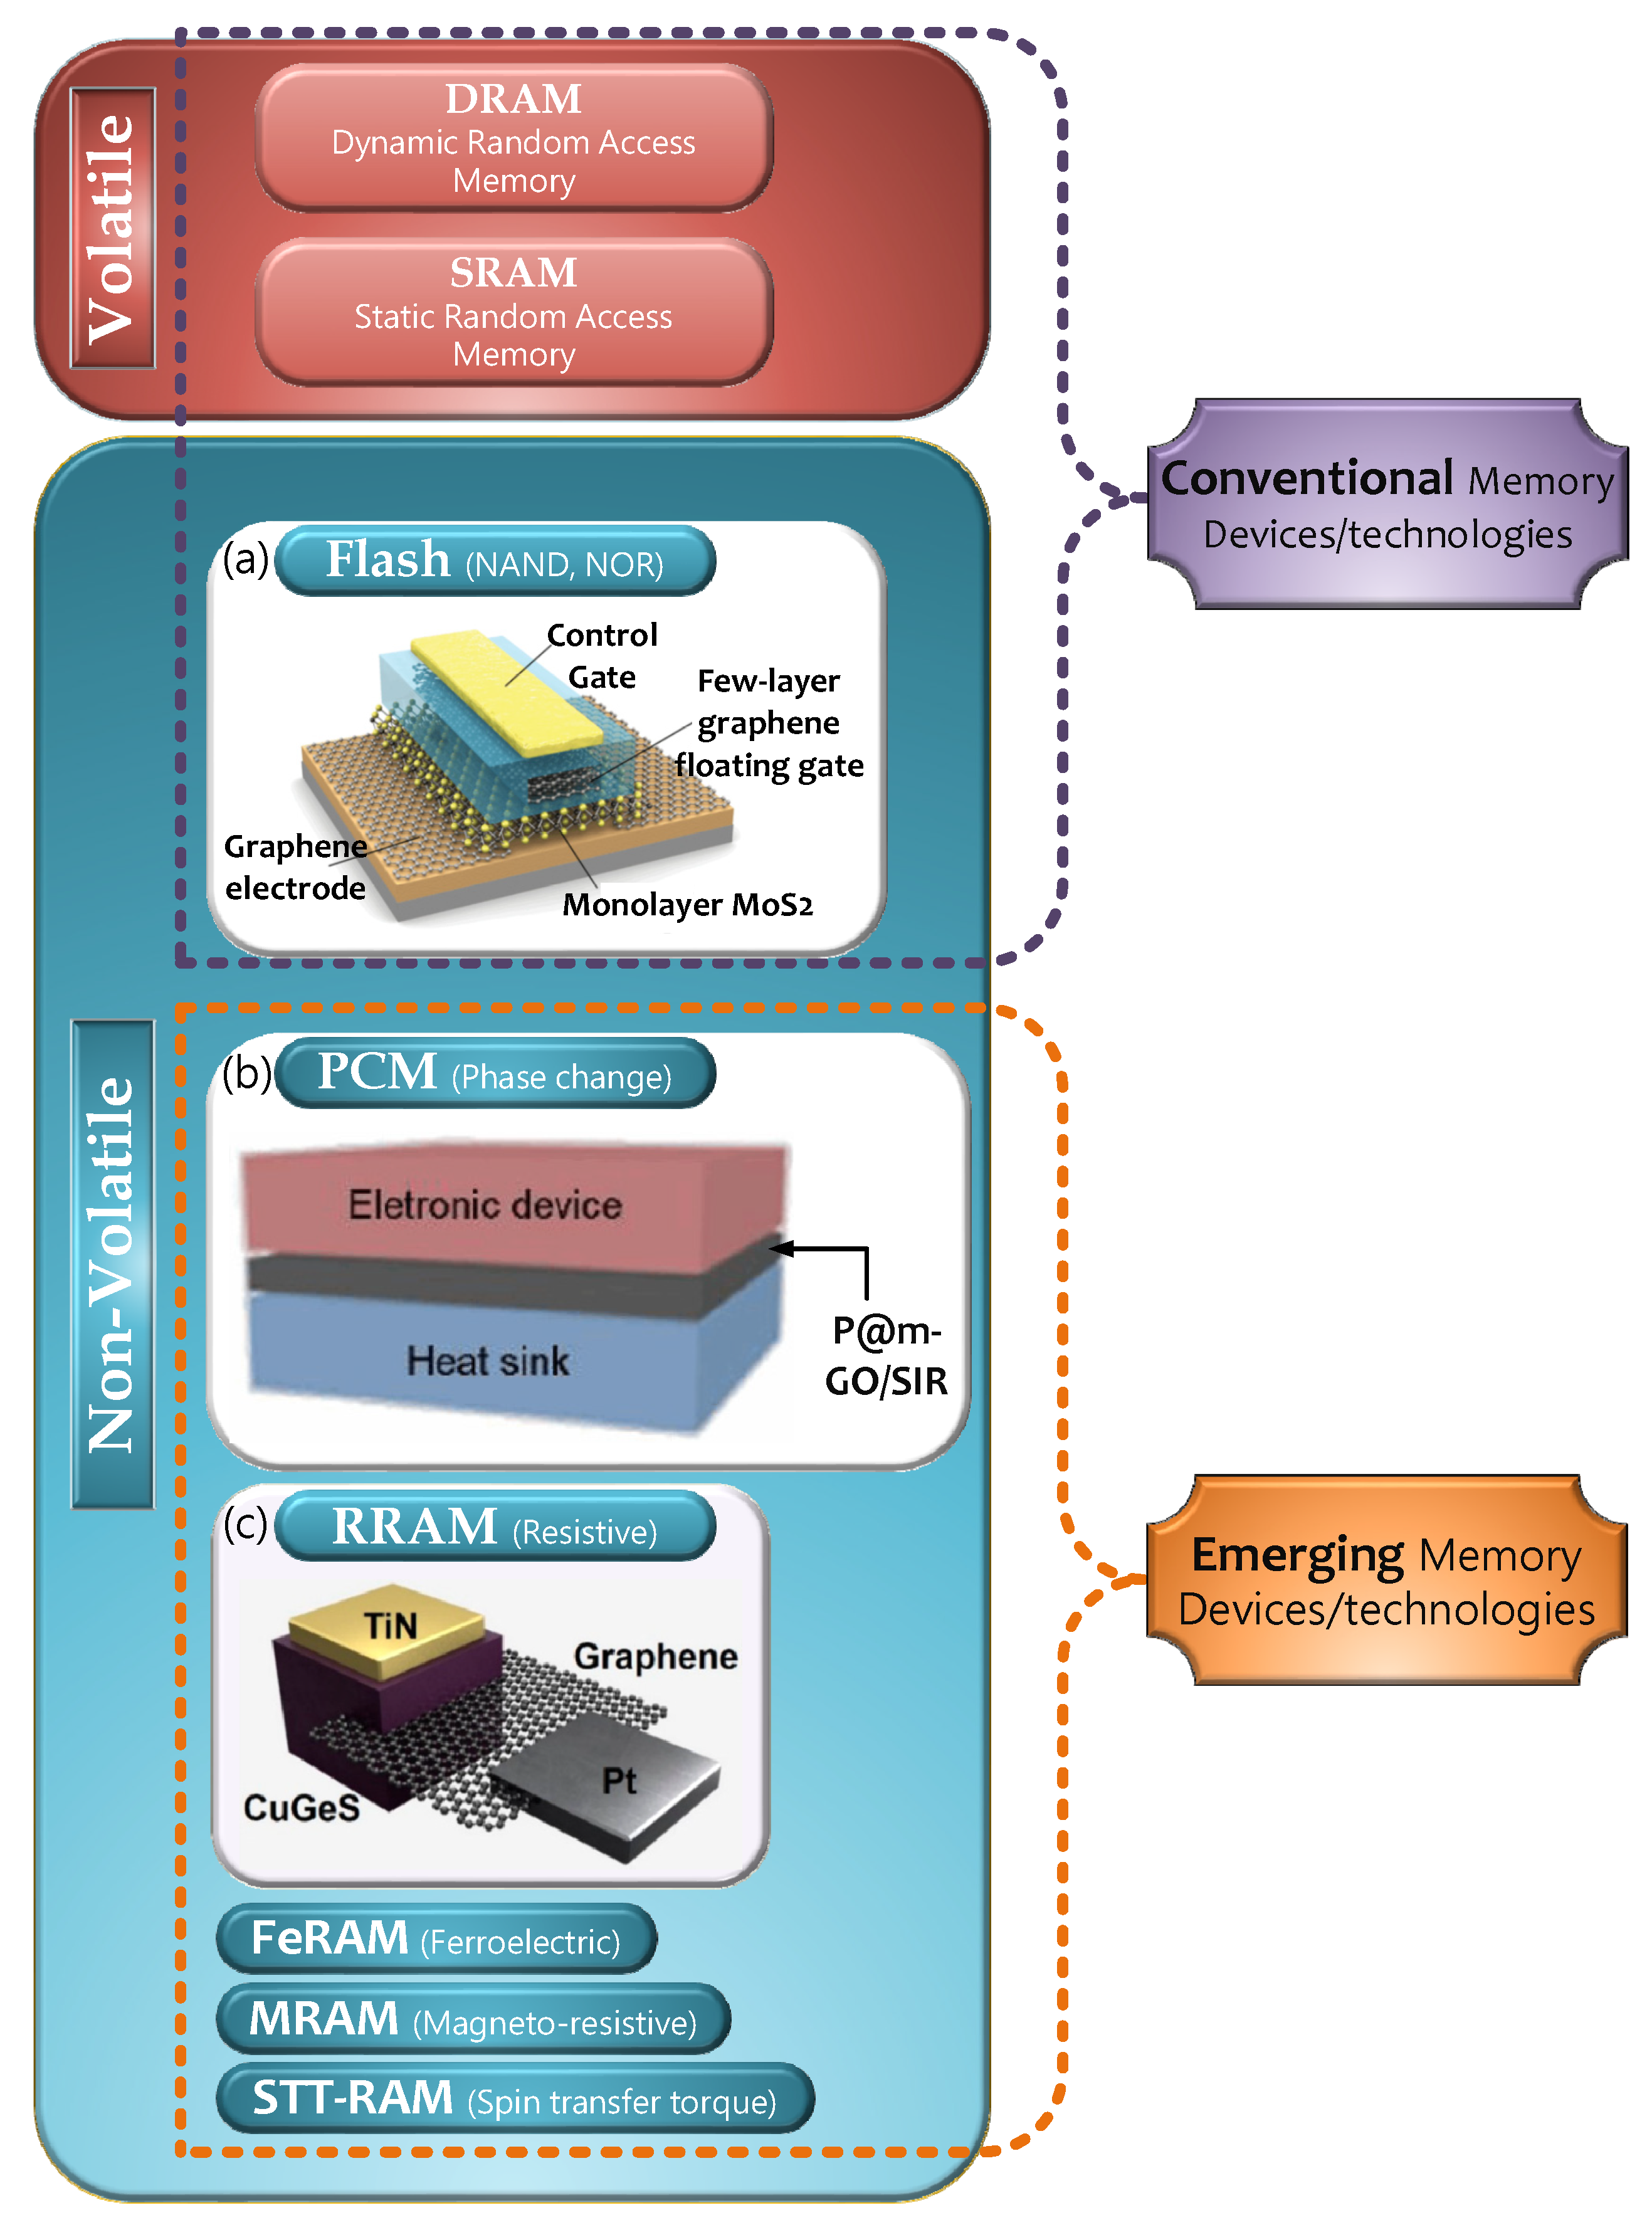 Volatile
DRAM
Dynamic Random Access
Memory
SRAM
Static Random Access
Memory
Conventional Memory
Devices/technologies
Non-Volatile
(a) Flash (NAND, NOR)
Control
Gate
Few-layer
graphene
floating gate
Graphene
electrode
Monolayer MoS2
(b) PCM (Phase change)
Eletronic device
Heat sink
P@m-
GO/SIR
(c) RRAM (Resistive)
TiN
Graphene
Pt
CuGeS
Emerging Memory
Devices/technologies
FeRAM (Ferroelectric)
MRAM (Magneto-resistive)
STT-RAM (Spin transfer torque)